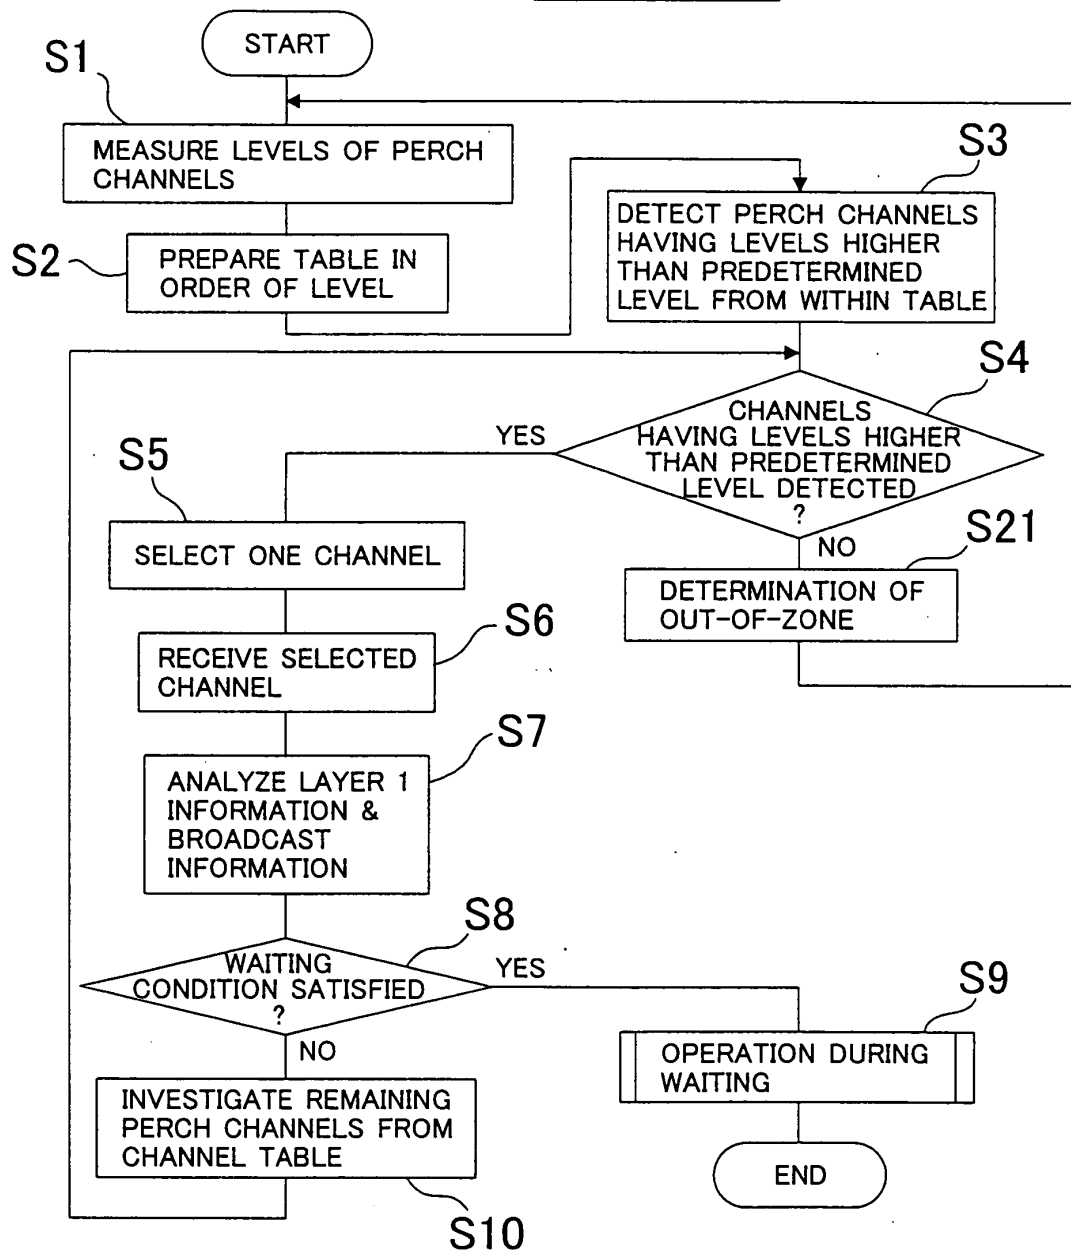 START
S1
MEASURE LEVELS OF PERCH
CHANNELS
S2
PREPARE TABLE IN
ORDER OF LEVEL
S3
DETECT PERCH CHANNELS
HAVING LEVELS HIGHER
THAN PREDETERMINED
LEVEL FROM WITHIN TABLE
S4
CHANNELS
HAVING LEVELS HIGHER
THAN PREDETERMINED
LEVEL DETECTED
?
YES
NO
S5
SELECT ONE CHANNEL
S21
DETERMINATION OF
OUT-OF-ZONE
S6
RECEIVE SELECTED
CHANNEL
S7
ANALYZE LAYER 1
INFORMATION &
BROADCAST
INFORMATION
S8
WAITING
CONDITION SATISFIED
?
YES
NO
S9
OPERATION DURING
WAITING
S10
INVESTIGATE REMAINING
PERCH CHANNELS FROM
CHANNEL TABLE
END